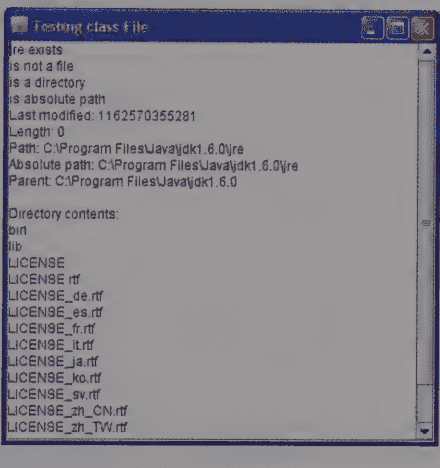 Testing class File
jre exists
is not a file
is a directory
is absolute path
Last modified: 1162570355281
Length: 0
Path: C:\Program Files\Java\jdk1.6.0\jre
Absolute path: C:\Program Files\Java\jdk1.6.0\jre
Parent: C:\Program Files\Java\jdk1.6.0
Directory contents:
bin
lib
LICENSE
LICENSE.rtf
LICENSE_de.rtf
LICENSE_es.rtf
LICENSE_fr.rtf
LICENSE_it.rtf
LICENSE_ja.rtf
LICENSE_ko.rtf
LICENSE_sv.rtf
LICENSE_zh_CN.rtf
LICENSE_zh_TW.rtf